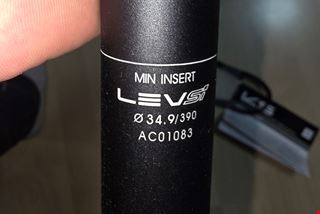 MIN INSERT
LEVSi
Ø 34.9/390
AC01083